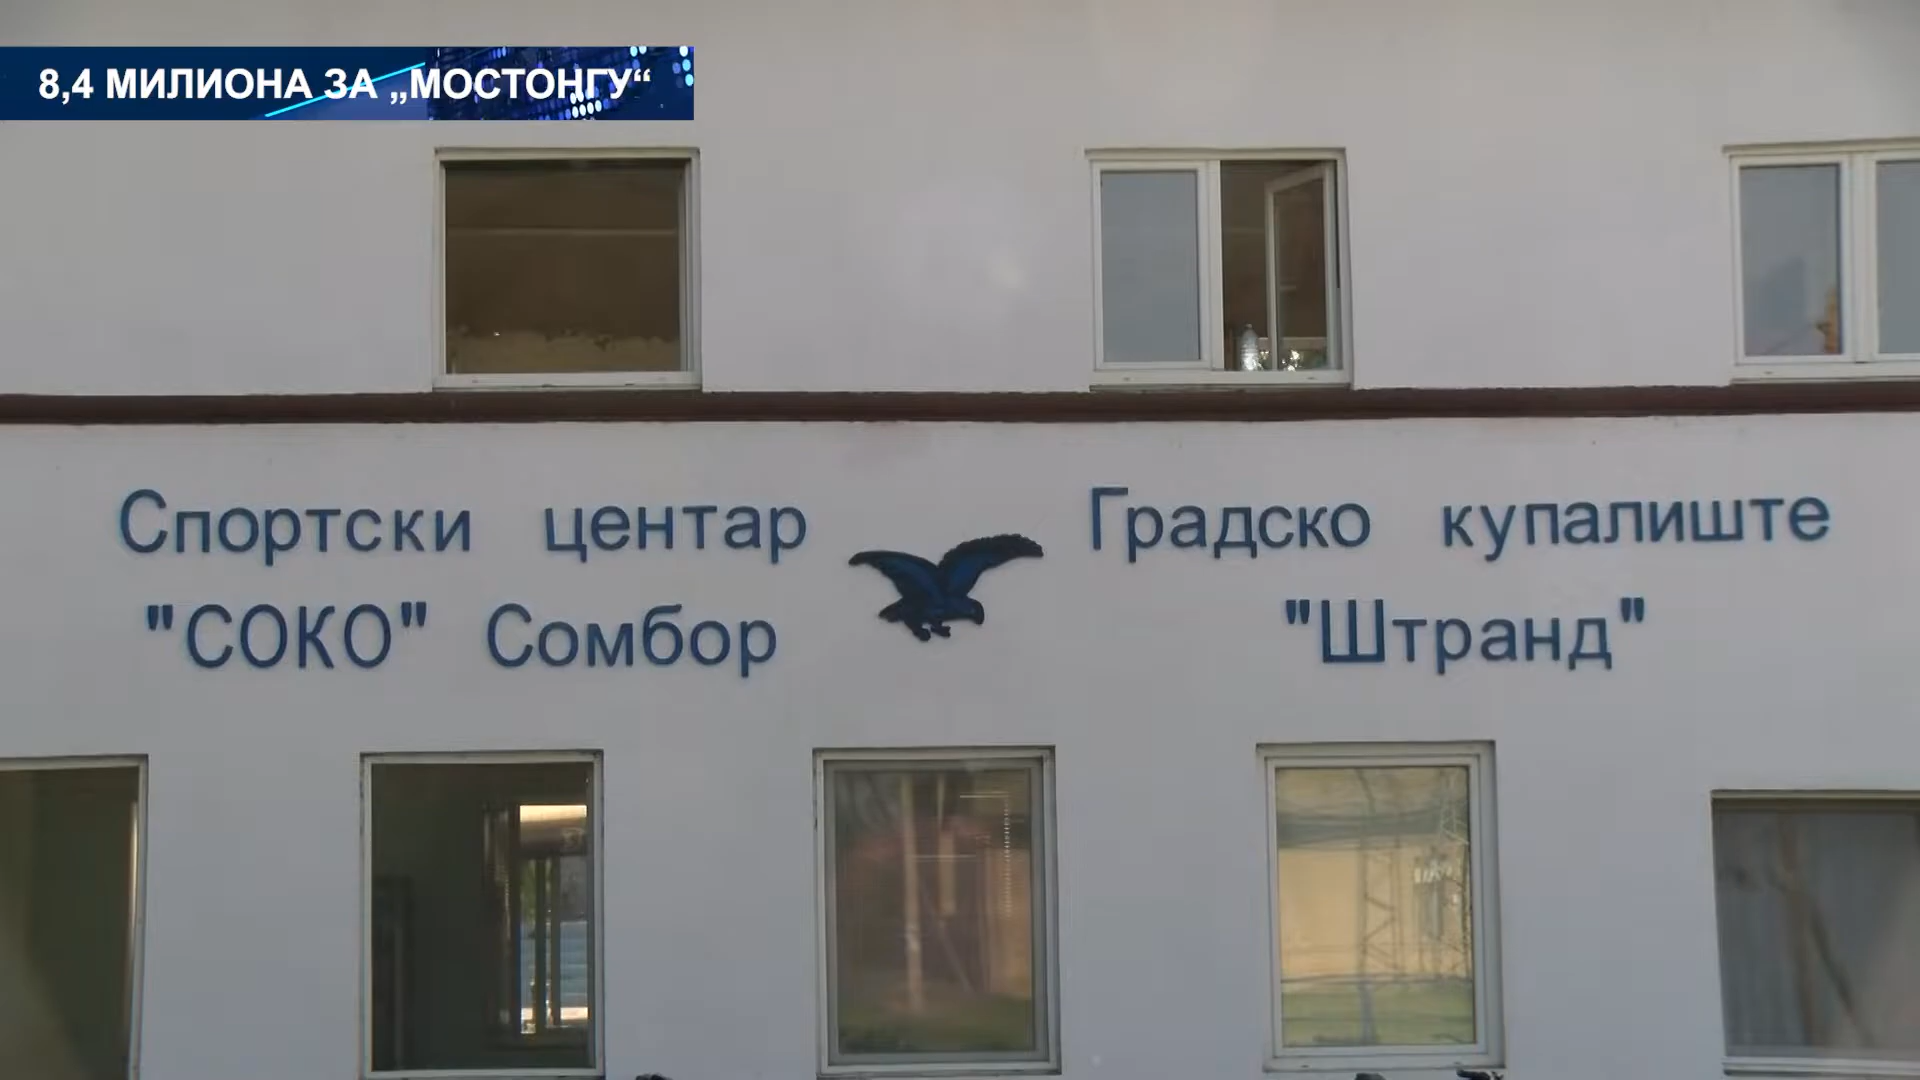 8,4 МИЛИОНА ЗА „МОСТОНГУ“
Спортски центар
"СОКО" Сомбор
Градско купалиште
"Штранд"